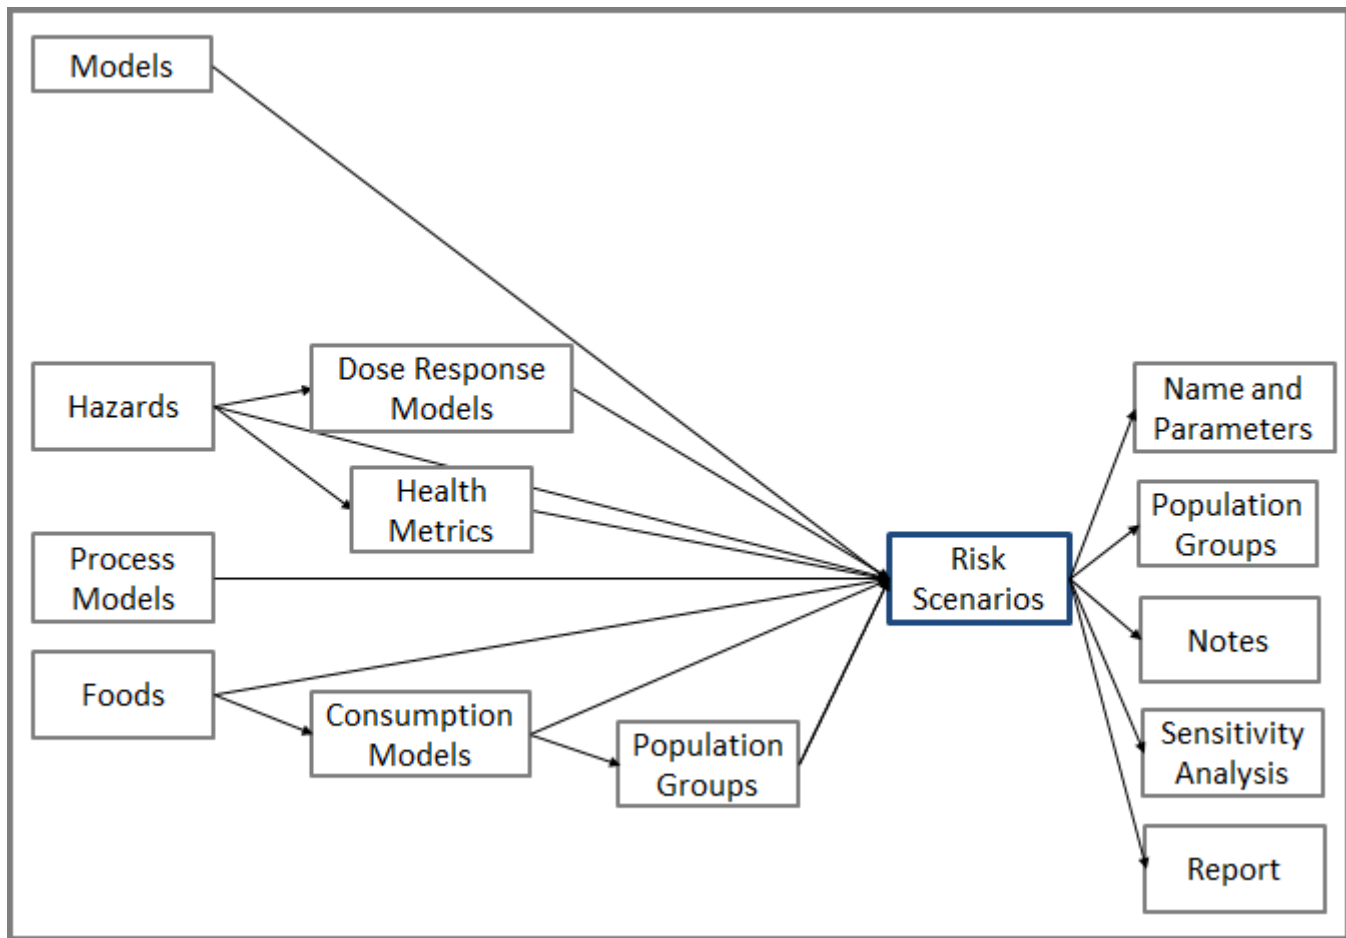 Models
Hazards
Dose Response
Models
Health
Metrics
Process
Models
Foods
Consumption
Models
Population
Groups
Risk
Scenarios
Name and
Parameters
Population
Groups
Notes
Sensitivity
Analysis
Report